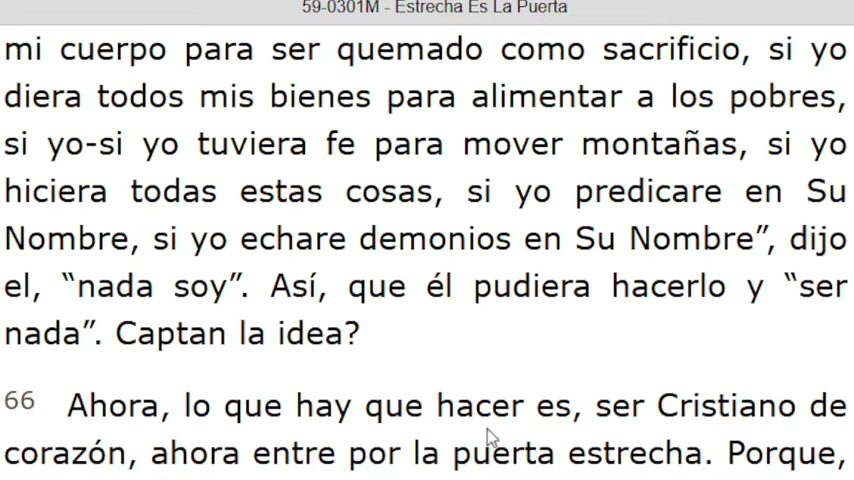 59-0301M - Estrecha Es La Puerta
mi cuerpo para ser quemado como sacrificio, si yo
diera todos mis bienes para alimentar a los pobres,
si yo-si yo tuviera fe para mover montañas, si yo
hiciera todas estas cosas, si yo predicare en Su
Nombre, si yo echare demonios en Su Nombre”, dijo
el, “nada soy”. Así, que él pudiera hacerlo y “ser
nada”. Captan la idea?
66 Ahora, lo que hay que hacer es, ser Cristiano de
corazón, ahora entre por la puerta estrecha. Porque,